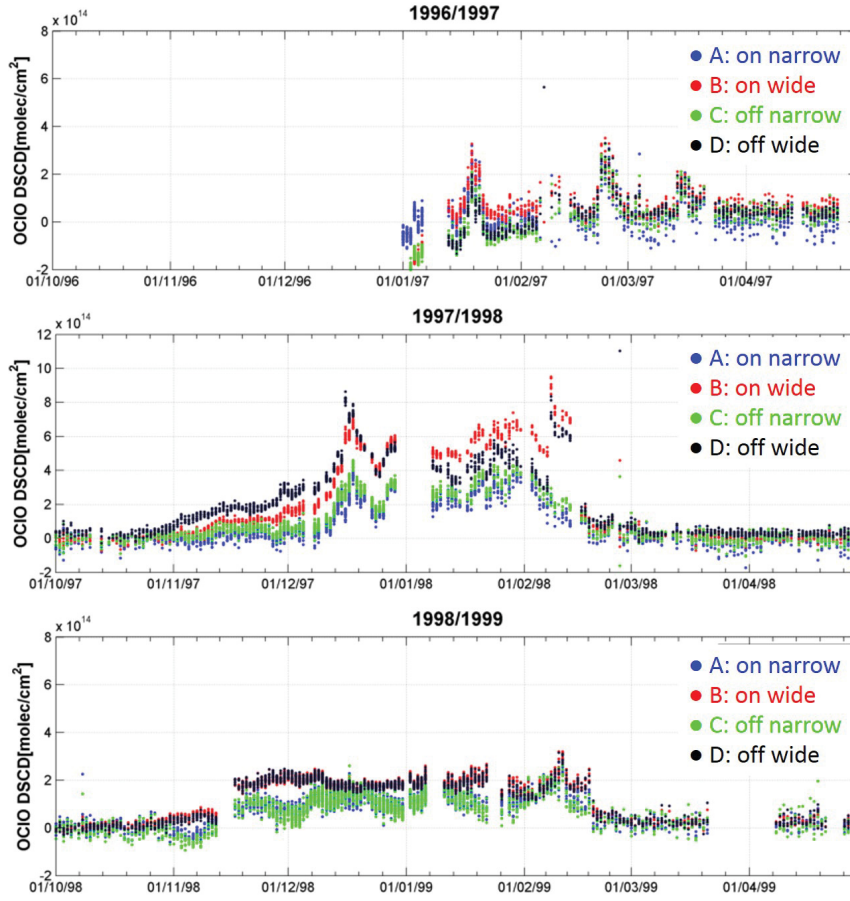 1996/1997
x 10^14
8
6
4
2
0
-2
OClO DSCD[molec/cm²]
A: on narrow
B: on wide
C: off narrow
D: off wide
01/10/96 01/11/96 01/12/96 01/01/97 01/02/97 01/03/97 01/04/97
1997/1998
x 10^14
12
10
8
6
4
2
0
-2
OClO DSCD[molec/cm²]
A: on narrow
B: on wide
C: off narrow
D: off wide
01/10/97 01/11/97 01/12/97 01/01/98 01/02/98 01/03/98 01/04/98
1998/1999
x 10^14
8
6
4
2
0
-2
OClO DSCD[molec/cm²]
A: on narrow
B: on wide
C: off narrow
D: off wide
01/10/98 01/11/98 01/12/98 01/01/99 01/02/99 01/03/99 01/04/99